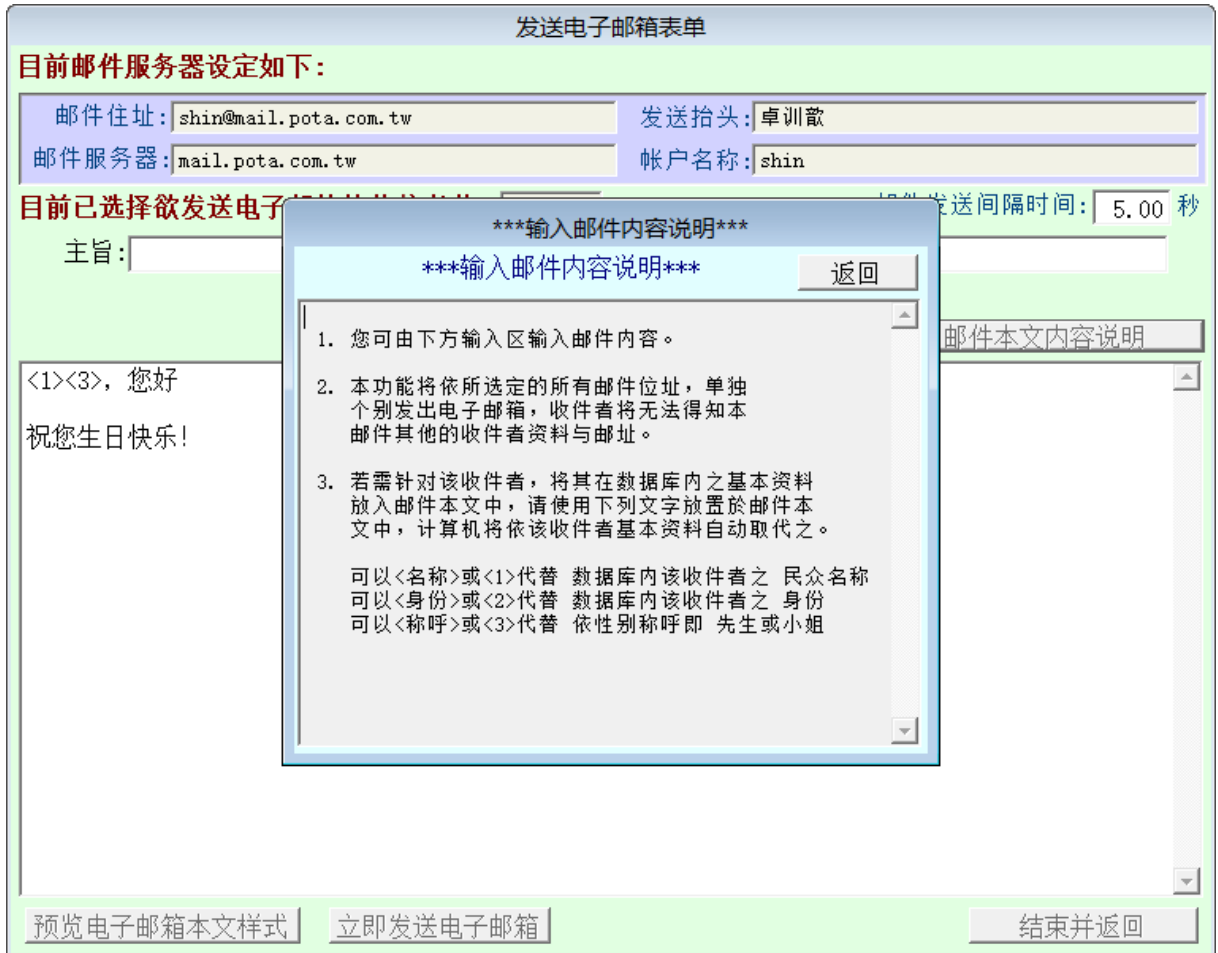 发送电子邮箱表单
目前邮件服务器设定如下:
邮件住址: shin@mail.pota.com.tw 发送抬头: 卓训歆
邮件服务器: mail.pota.com.tw 帐户名称: shin
目前已选择欲发送电子
发送间隔时间: 5.00 秒
主旨:
***输入邮件内容说明***
***输入邮件内容说明*** 返回
1. 您可由下方输入区输入邮件内容。
2. 本功能将依所选定的所有邮件位址,单独
个别发出电子邮箱,收件者将无法得知本
邮件其他的收件者资料与邮址。
3. 若需针对该收件者,将其在数据库内之基本资料
放入邮件本文中,请使用下列文字放置於邮件本
文中,计算机将依该收件者基本资料自动取代之。
可以<名称>或<1>代替 数据库内该收件者之 民众名称
可以<身份>或<2>代替 数据库内该收件者之 身份
可以<称呼>或<3>代替 依性别称呼即 先生或小姐
邮件本文内容说明
<1><3>, 您好
祝您生日快乐!
预览电子邮箱本文样式 立即发送电子邮箱 结束并返回